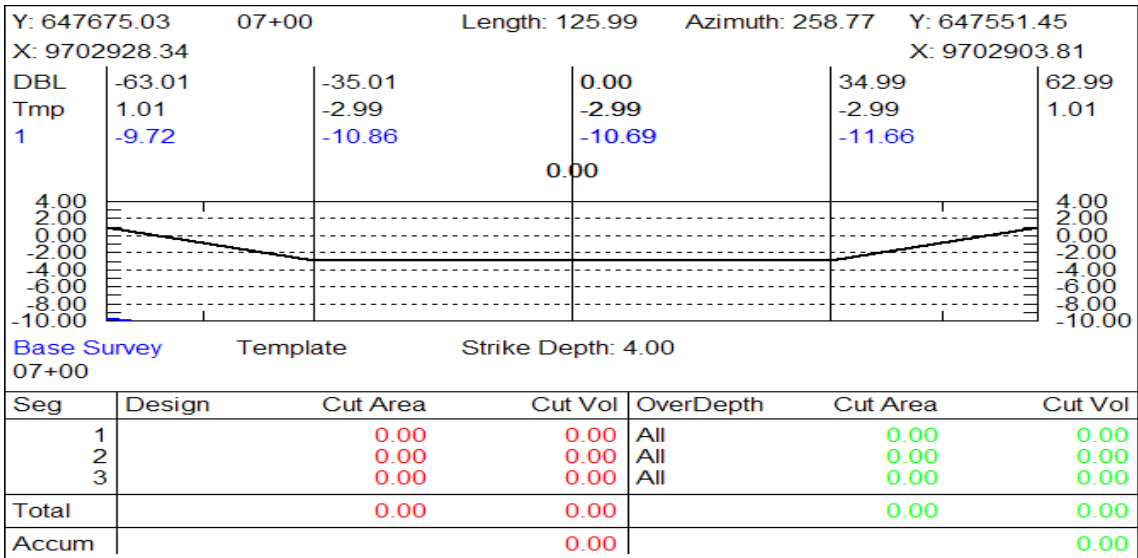 Y: 647675.03 07+00 Length: 125.99 Azimuth: 258.77 Y: 647551.45
X: 9702928.34 X: 9702903.81
DBL -63.01 -35.01 0.00 34.99 62.99
Tmp 1.01 -2.99 -2.99 -2.99 1.01
1 -9.72 -10.86 -10.69 -11.66
0.00
4.00 4.00
2.00 2.00
0.00 0.00
-2.00 -2.00
-4.00 -4.00
-6.00 -6.00
-8.00 -8.00
-10.00 -10.00
Base Survey Template Strike Depth: 4.00
07+00
Seg Design Cut Area Cut Vol OverDepth Cut Area Cut Vol
1 0.00 0.00 All 0.00 0.00
2 0.00 0.00 All 0.00 0.00
3 0.00 0.00 All 0.00 0.00
Total 0.00 0.00 0.00 0.00
Accum 0.00 0.00